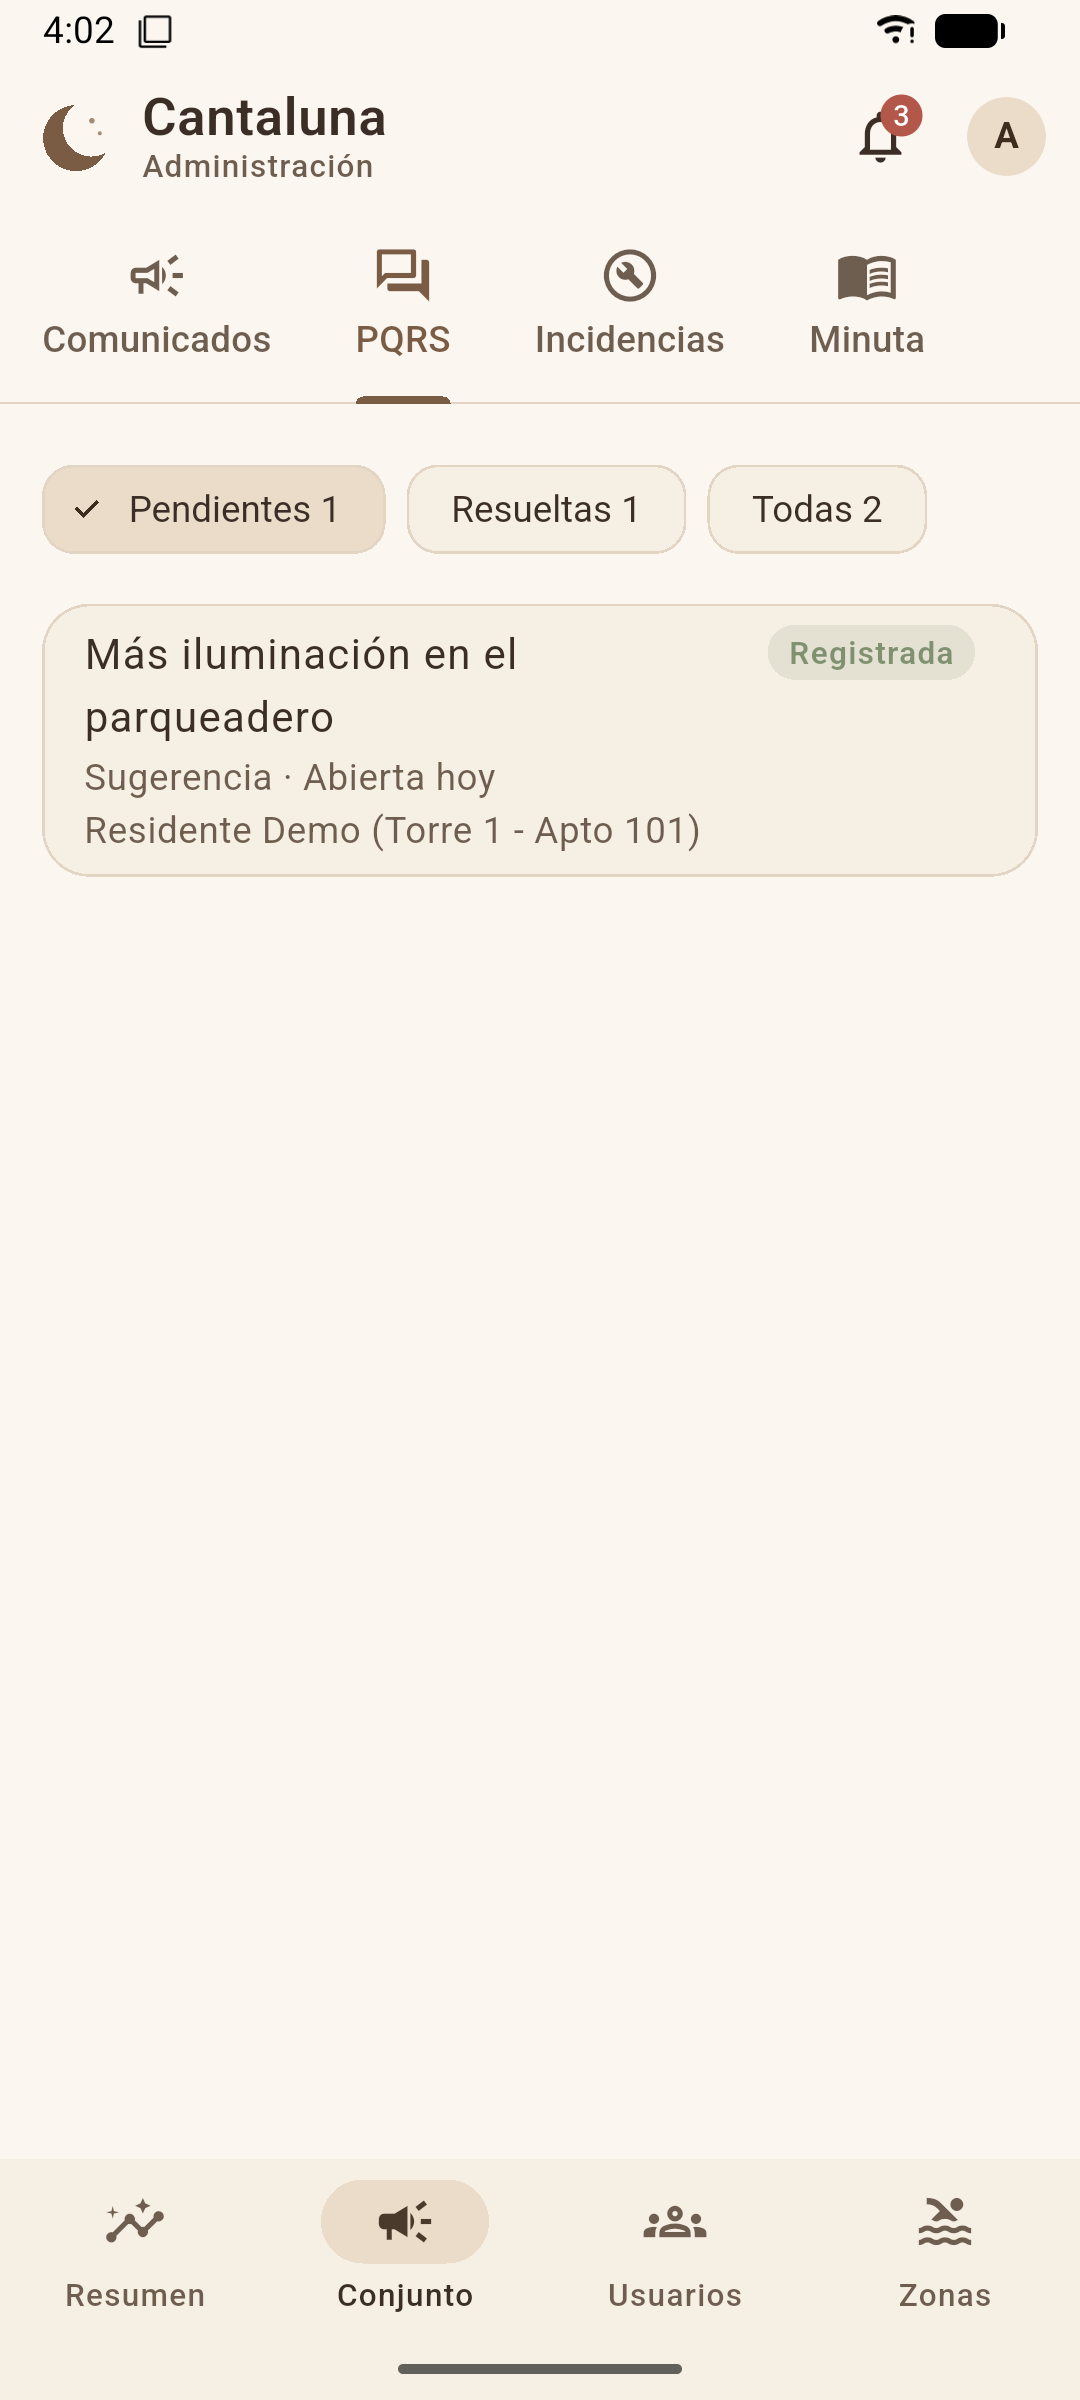 4:02
Cantaluna
Administración
3
A
Comunicados
PQRS
Incidencias
Minuta
Pendientes 1
Resueltas 1
Todas 2
Más iluminación en el
parqueadero
Registrada
Sugerencia · Abierta hoy
Residente Demo (Torre 1 - Apto 101)
Resumen
Conjunto
Usuarios
Zonas